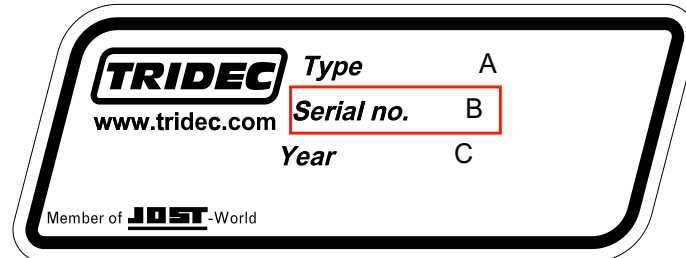 TRIDEC Type A
www.tridec.com Serial no. B
Year C
Member of JOST-World